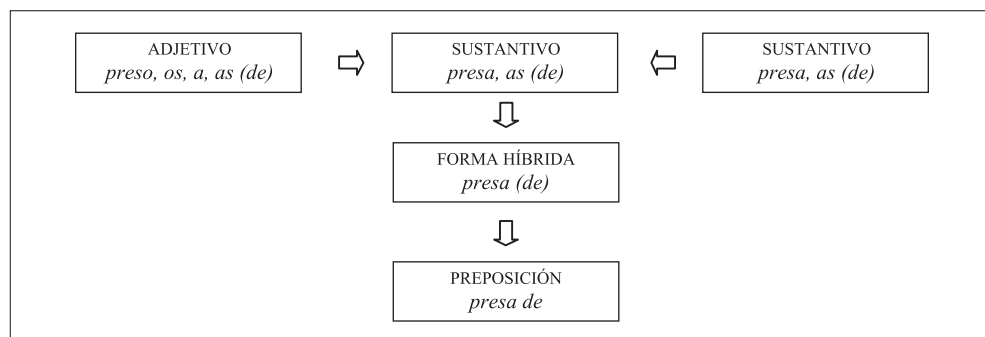 ADJETIVO
preso, os, a, as (de)
SUSTANTIVO
presa, as (de)
SUSTANTIVO
presa, as (de)
FORMA HÍBRIDA
presa (de)
PREPOSICIÓN
presa de